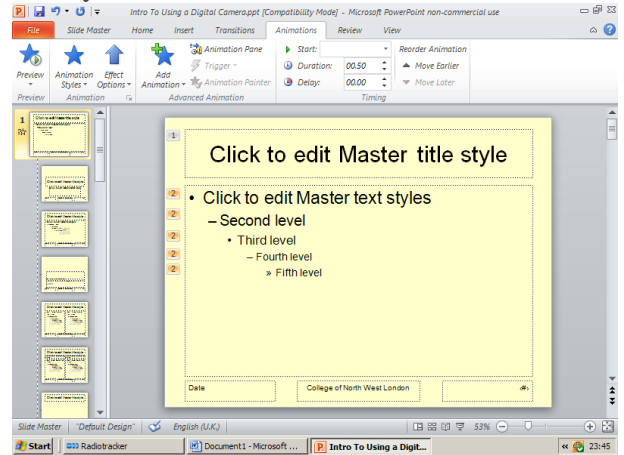 Intro To Using a Digital Camera.ppt [Compatibility Mode] - Microsoft PowerPoint non-commercial use
File Slide Master Home Insert Transitions Animations Review View
Preview
Animation Styles
Effect Options
Add Animation
Animation Pane
Trigger
Animation Painter
Start:
Duration: 00.50
Delay: 00.00
Reorder Animation
Move Earlier
Move Later
Preview Animation Advanced Animation Timing
1
1
Click to edit Master title style
2 • Click to edit Master text styles
2 – Second level
2 • Third level
2 – Fourth level
2 » Fifth level
Date College of North West London ‹#›
Slide Master "Default Design" English (U.K.) 53%
Start Radiotracker Document1 - Microsoft ... Intro To Using a Digit... 23:45